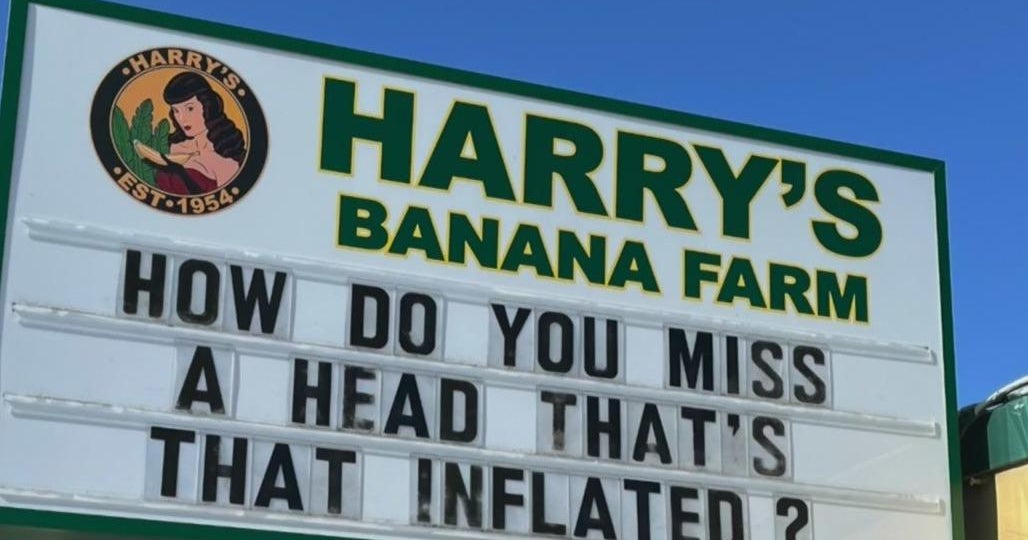 HARRY'S
EST • 1954
HARRY'S
BANANA FARM
HOW DO YOU MISS
A HEAD THAT'S
THAT INFLATED?